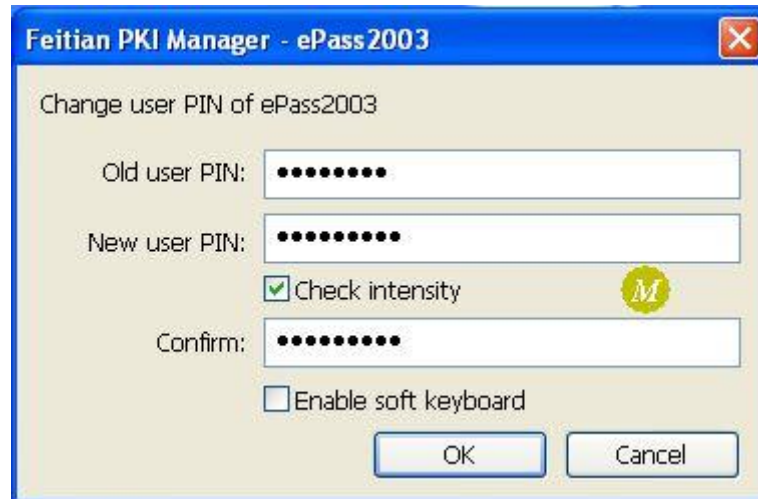 Feitian PKI Manager - ePass2003
Change user PIN of ePass2003
Old user PIN: ••••••••
New user PIN: •••••••••
Check intensity M
Confirm: •••••••••
Enable soft keyboard
OK Cancel